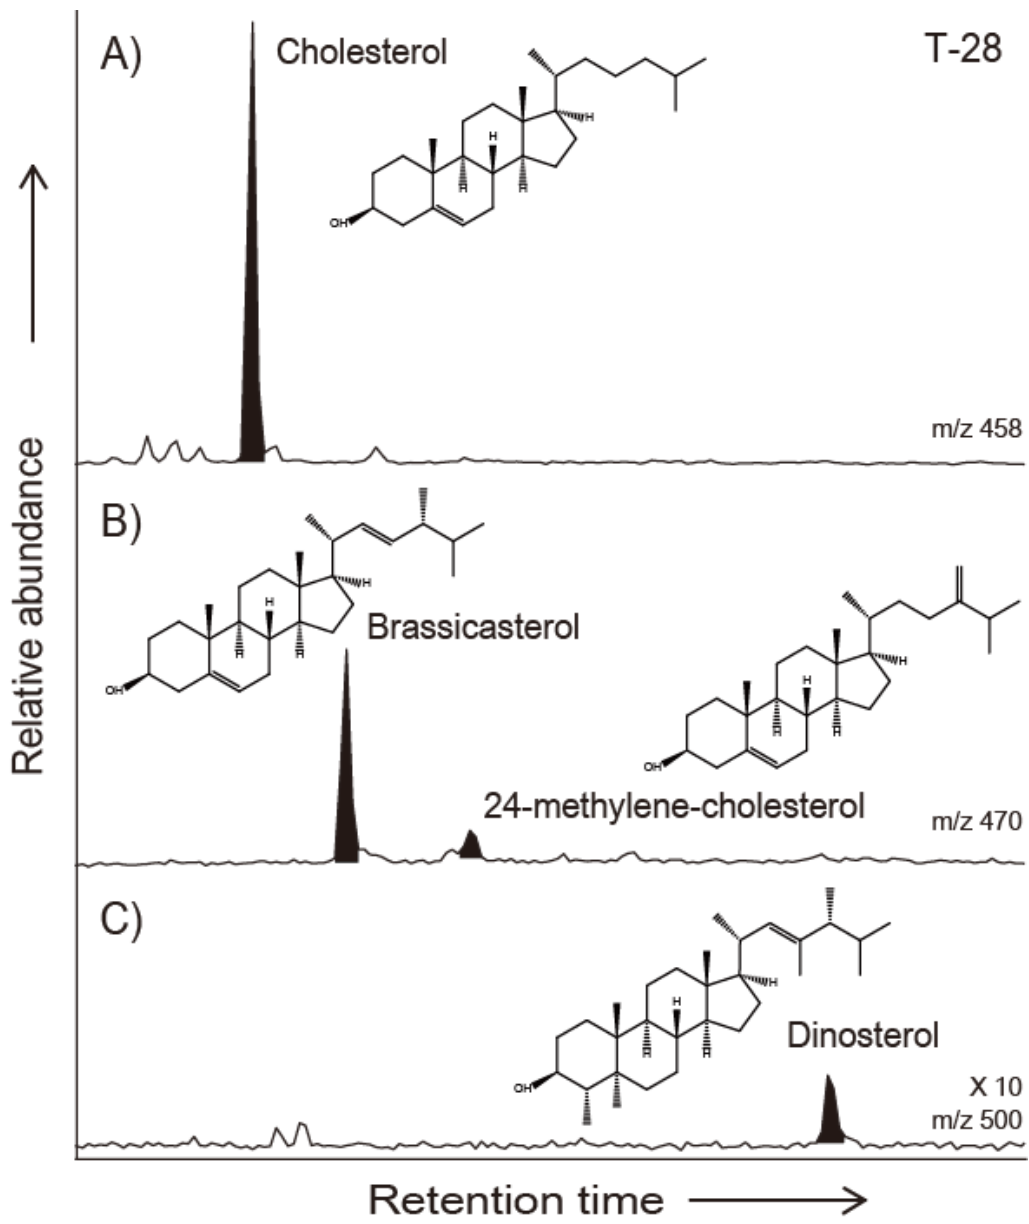 A)
Cholesterol
T-28
H
H
H
H
OH
m/z 458
Relative abundance
B)
H
H
H
H
OH
Brassicasterol
H
H
H
H
OH
24-methylene-cholesterol
m/z 470
C)
H
H
H
H
OH
Dinosterol
X 10
m/z 500
Retention time